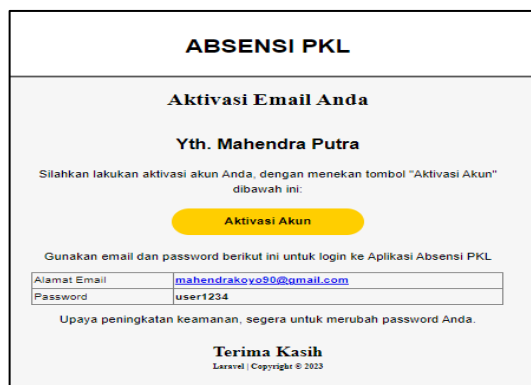 ABSENSI PKL
Aktivasi Email Anda
Yth. Mahendra Putra
Silahkan lakukan aktivasi akun Anda, dengan menekan tombol "Aktivasi Akun"
dibawah ini:
Aktivasi Akun
Gunakan email dan password berikut ini untuk login ke Aplikasi Absensi PKL
Alamat Email mahendrakoyo90@gmail.com
Password user1234
Upaya peningkatan keamanan, segera untuk merubah password Anda.
Terima Kasih
Laravel | Copyright © 2023